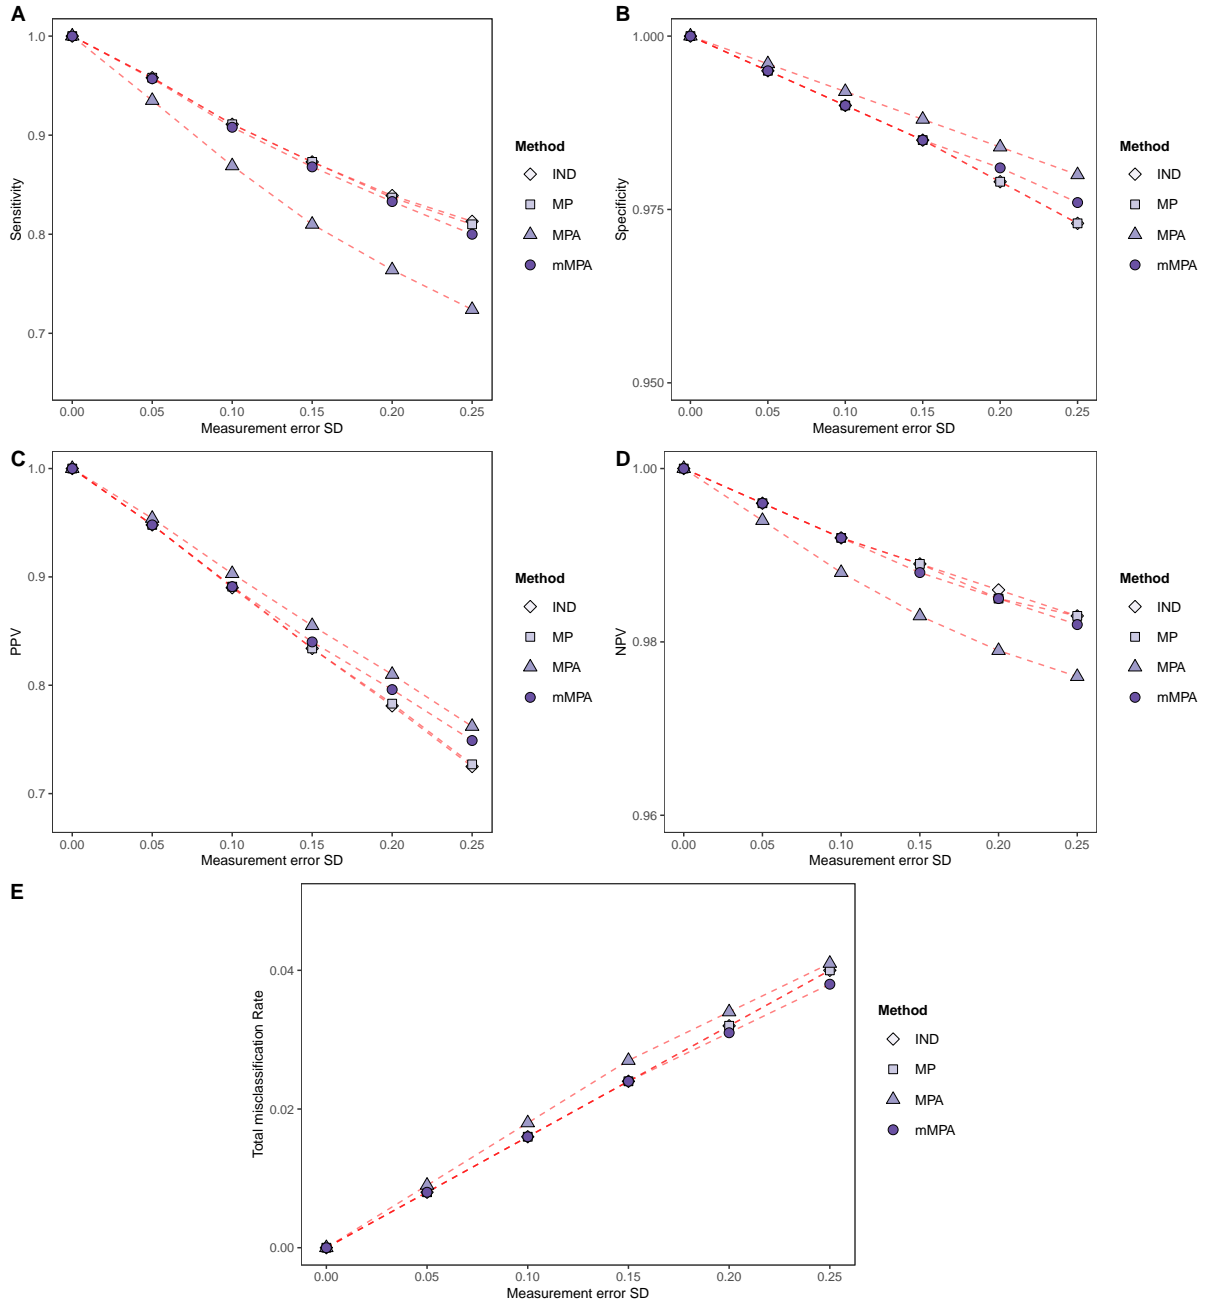 A
1.0
0.9
0.8
0.7
Sensitivity
0.00 0.05 0.10 0.15 0.20 0.25
Measurement error SD
Method
IND
MP
MPA
mMPA
B
1.000
0.975
0.950
Specificity
0.00 0.05 0.10 0.15 0.20 0.25
Measurement error SD
Method
IND
MP
MPA
mMPA
C
1.0
0.9
0.8
0.7
PPV
0.00 0.05 0.10 0.15 0.20 0.25
Measurement error SD
Method
IND
MP
MPA
mMPA
D
1.00
0.98
0.96
NPV
0.00 0.05 0.10 0.15 0.20 0.25
Measurement error SD
Method
IND
MP
MPA
mMPA
E
0.04
0.02
0.00
Total misclassification Rate
0.00 0.05 0.10 0.15 0.20 0.25
Measurement error SD
Method
IND
MP
MPA
mMPA